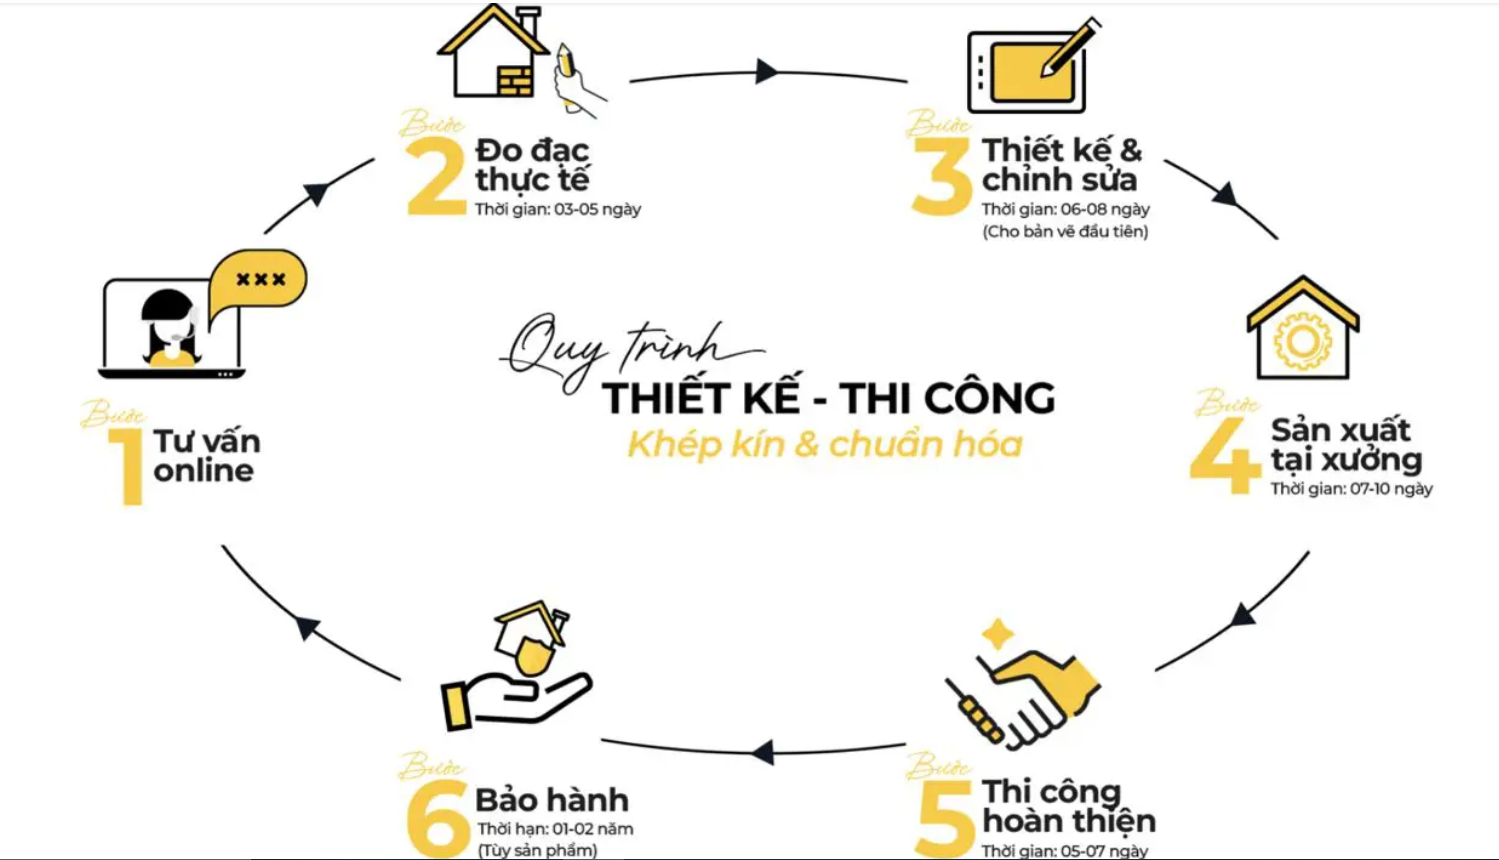 Quy trình
THIẾT KẾ - THI CÔNG
Khép kín & chuẩn hóa
Bước
1
Tư vấn
online
xxx
Bước
2
Đo đạc
thực tế
Thời gian: 03-05 ngày
Bước
3
Thiết kế &
chỉnh sửa
Thời gian: 06-08 ngày
(Cho bản vẽ đầu tiên)
Bước
4
Sản xuất
tại xưởng
Thời gian: 07-10 ngày
Bước
5
Thi công
hoàn thiện
Thời gian: 05-07 ngày
Bước
6
Bảo hành
Thời hạn: 01-02 năm
(Tùy sản phẩm)